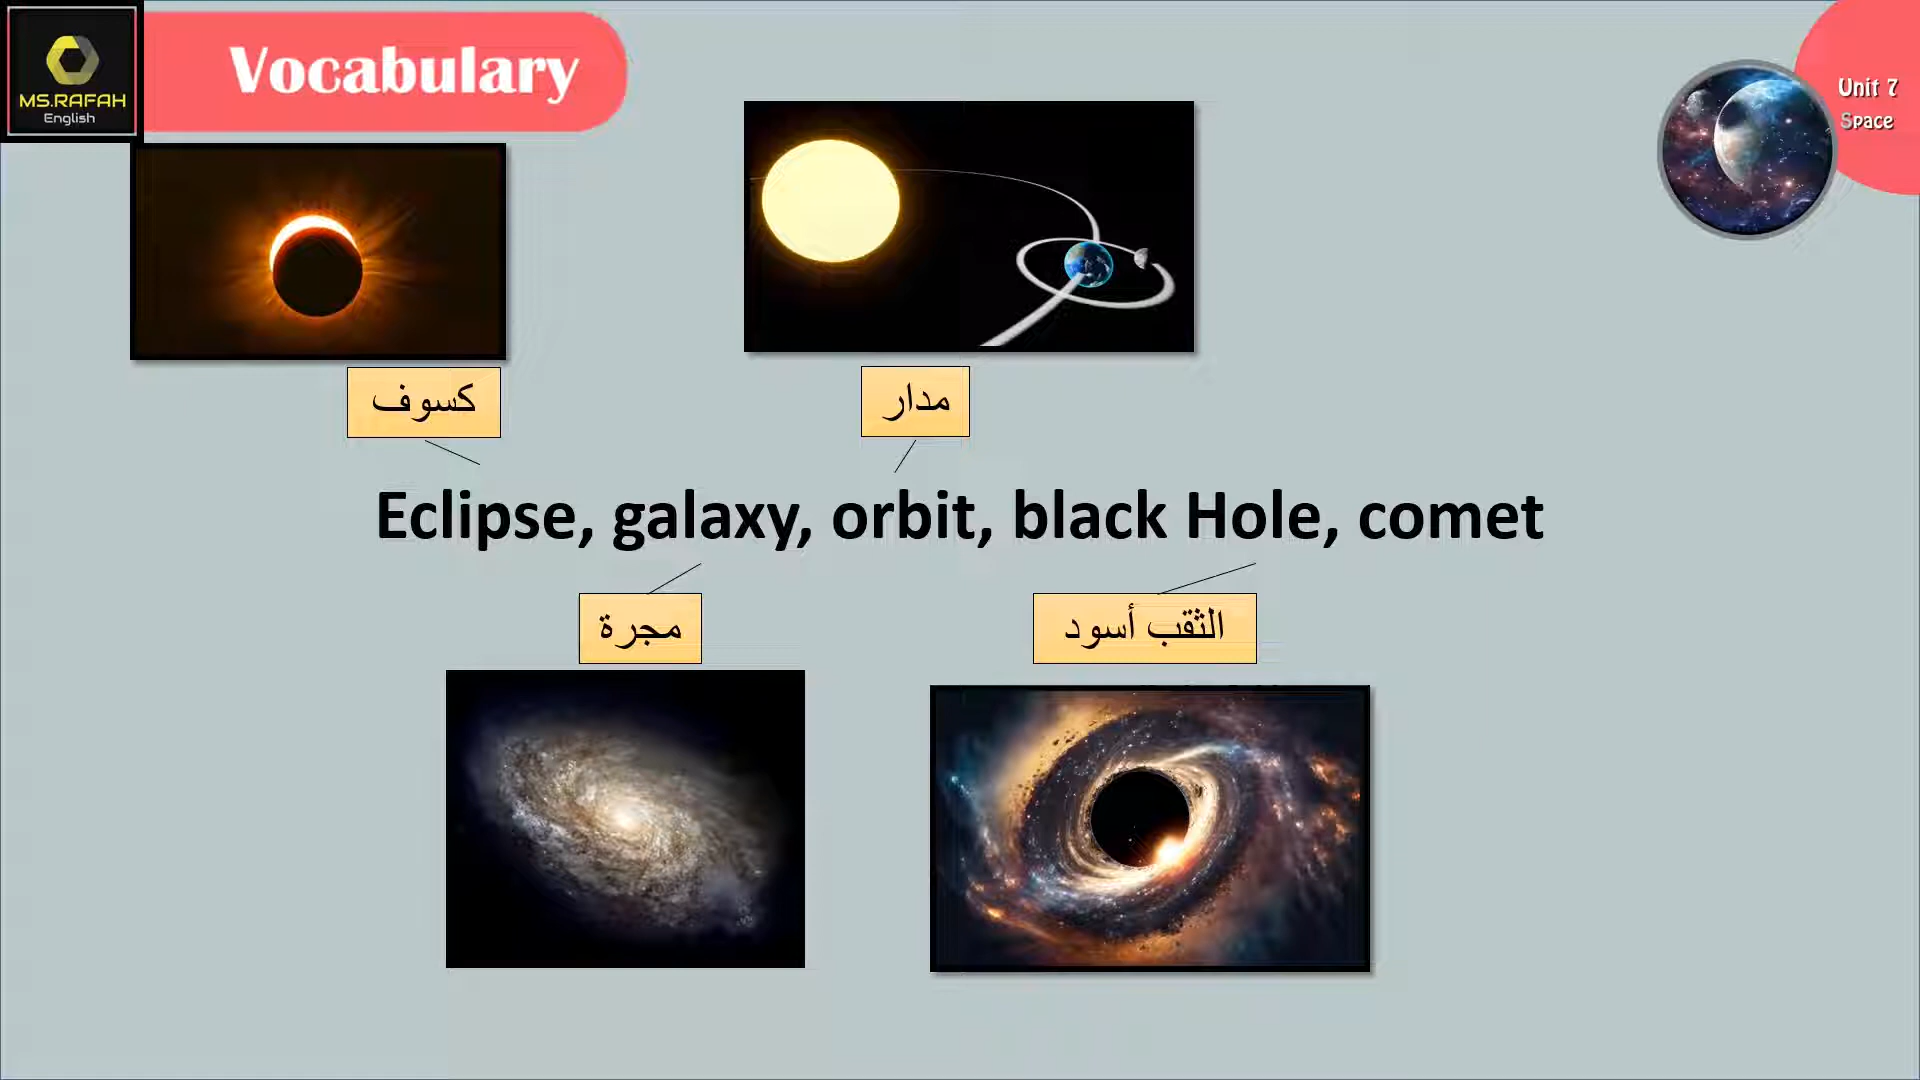 MS.RAFAH
English
Vocabulary
Unit 7
Space
كسوف
مدار
Eclipse, galaxy, orbit, black Hole, comet
مجرة
الثقب أسود